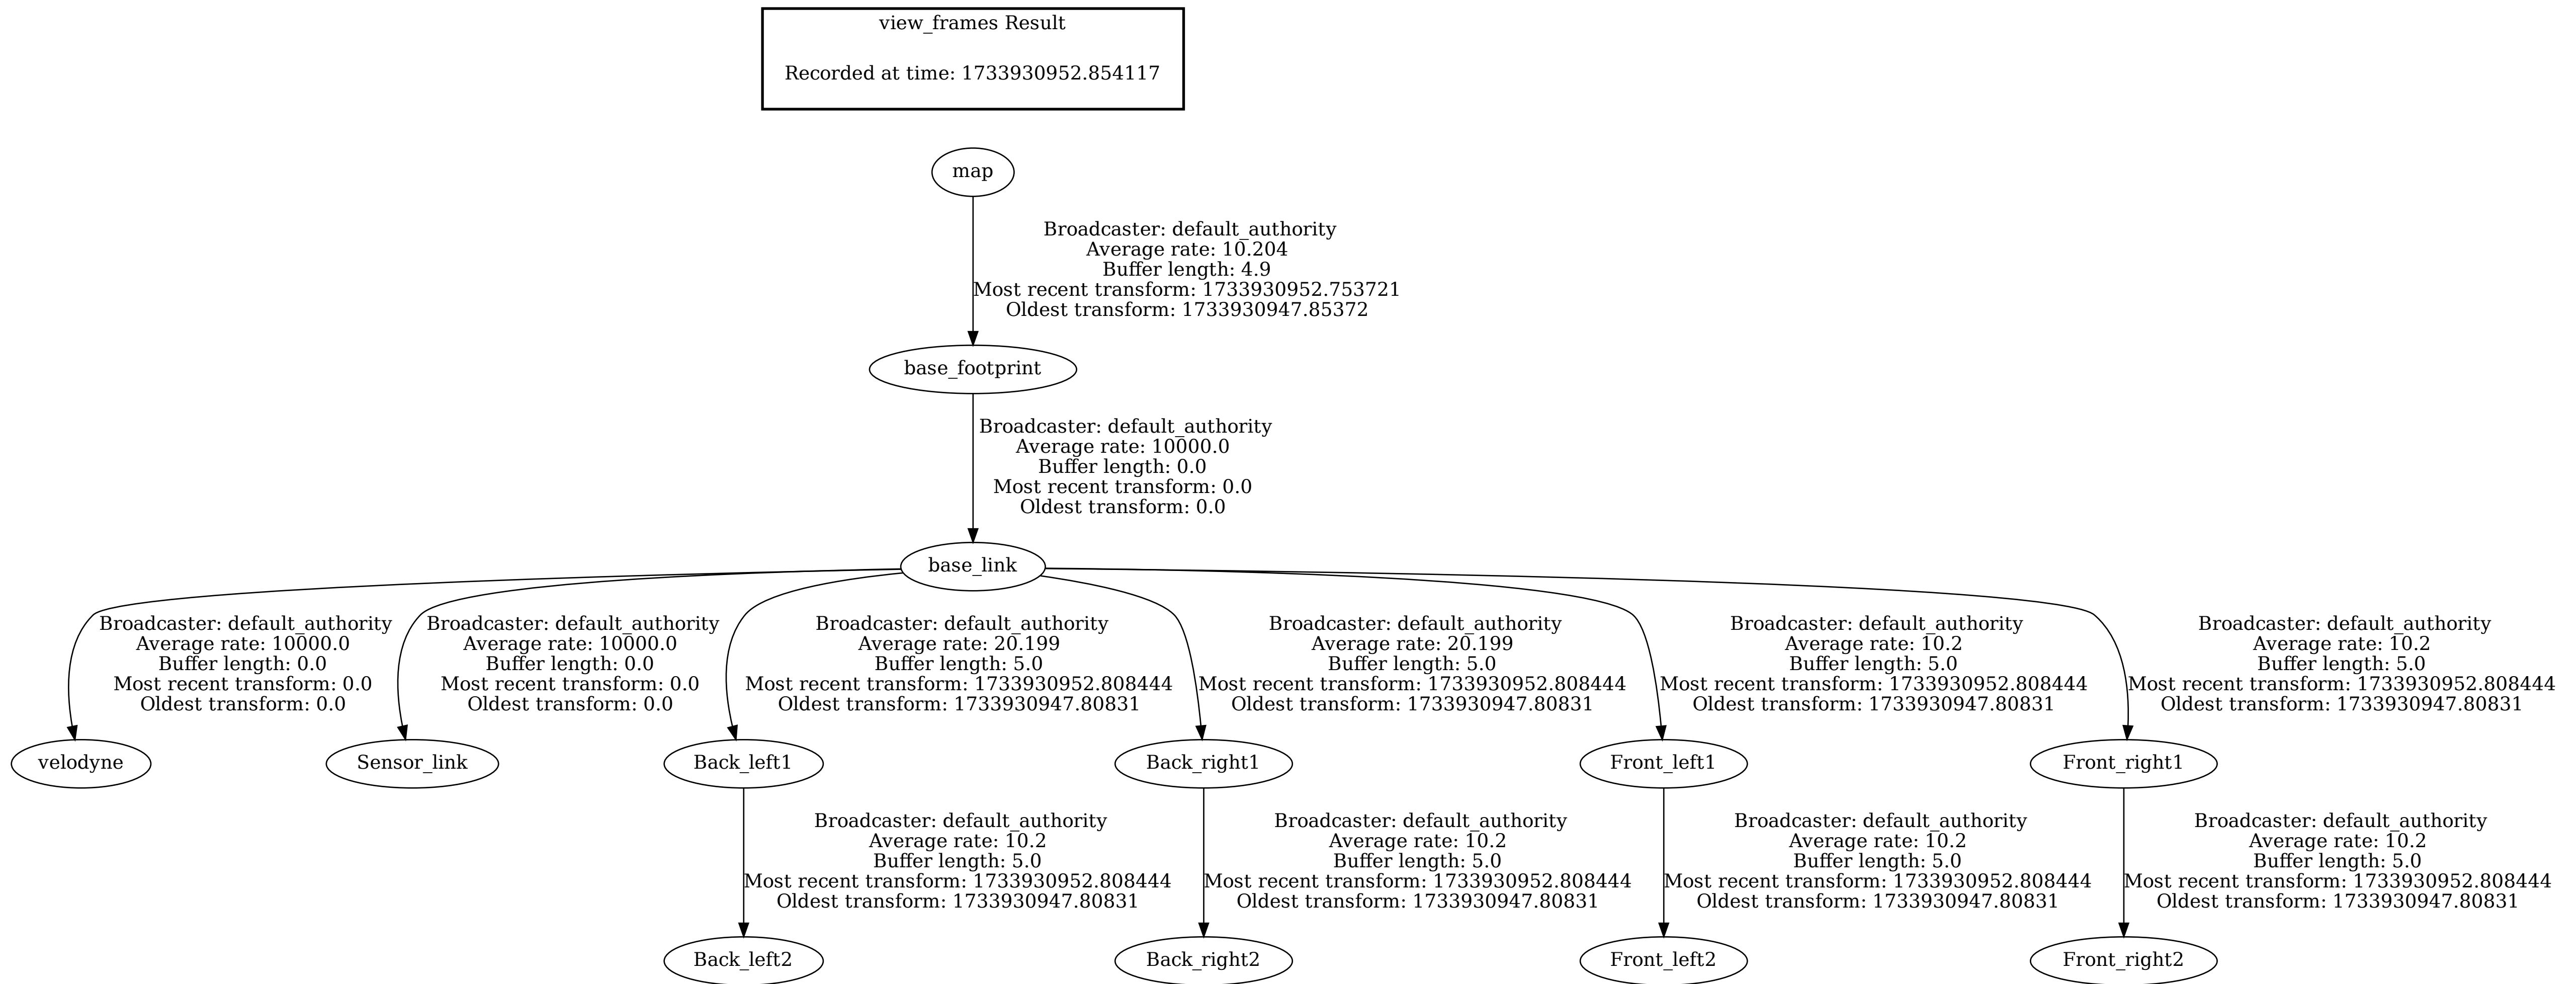 view_frames Result
Recorded at time: 1733930952.854117
map
Broadcaster: default_authority
Average rate: 10.204
Buffer length: 4.9
Most recent transform: 1733930952.753721
Oldest transform: 1733930947.85372
base_footprint
Broadcaster: default_authority
Average rate: 10000.0
Buffer length: 0.0
Most recent transform: 0.0
Oldest transform: 0.0
base_link
Broadcaster: default_authority
Average rate: 10000.0
Buffer length: 0.0
Most recent transform: 0.0
Oldest transform: 0.0
Broadcaster: default_authority
Average rate: 10000.0
Buffer length: 0.0
Most recent transform: 0.0
Oldest transform: 0.0
Broadcaster: default_authority
Average rate: 20.199
Buffer length: 5.0
Most recent transform: 1733930952.808444
Oldest transform: 1733930947.80831
Broadcaster: default_authority
Average rate: 20.199
Buffer length: 5.0
Most recent transform: 1733930952.808444
Oldest transform: 1733930947.80831
Broadcaster: default_authority
Average rate: 10.2
Buffer length: 5.0
Most recent transform: 1733930952.808444
Oldest transform: 1733930947.80831
Broadcaster: default_authority
Average rate: 10.2
Buffer length: 5.0
Most recent transform: 1733930952.808444
Oldest transform: 1733930947.80831
velodyne
Sensor_link
Back_left1
Back_right1
Front_left1
Front_right1
Broadcaster: default_authority
Average rate: 10.2
Buffer length: 5.0
Most recent transform: 1733930952.808444
Oldest transform: 1733930947.80831
Broadcaster: default_authority
Average rate: 10.2
Buffer length: 5.0
Most recent transform: 1733930952.808444
Oldest transform: 1733930947.80831
Broadcaster: default_authority
Average rate: 10.2
Buffer length: 5.0
Most recent transform: 1733930952.808444
Oldest transform: 1733930947.80831
Broadcaster: default_authority
Average rate: 10.2
Buffer length: 5.0
Most recent transform: 1733930952.808444
Oldest transform: 1733930947.80831
Back_left2
Back_right2
Front_left2
Front_right2